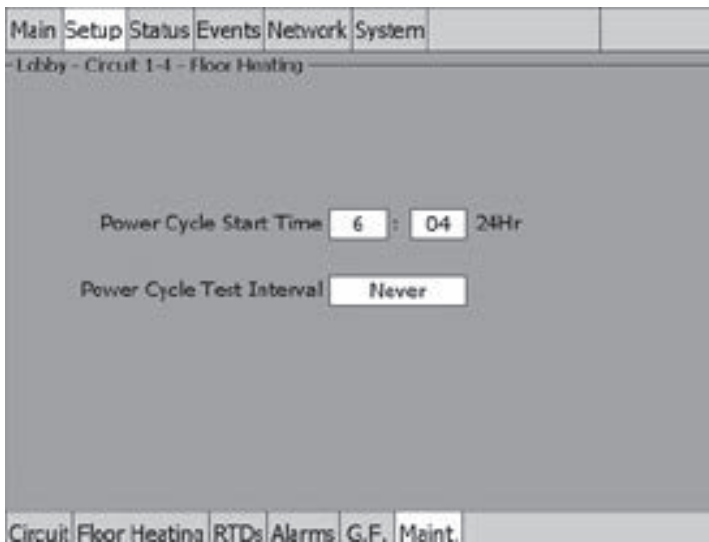 Main Setup Status Events Network System
Lobby - Circuit 1-4 - Floor Heating
Power Cycle Start Time 6 : 04 24Hr
Power Cycle Test Interval Never
Circuit Floor Heating RTDs Alarms G.F. Maint.